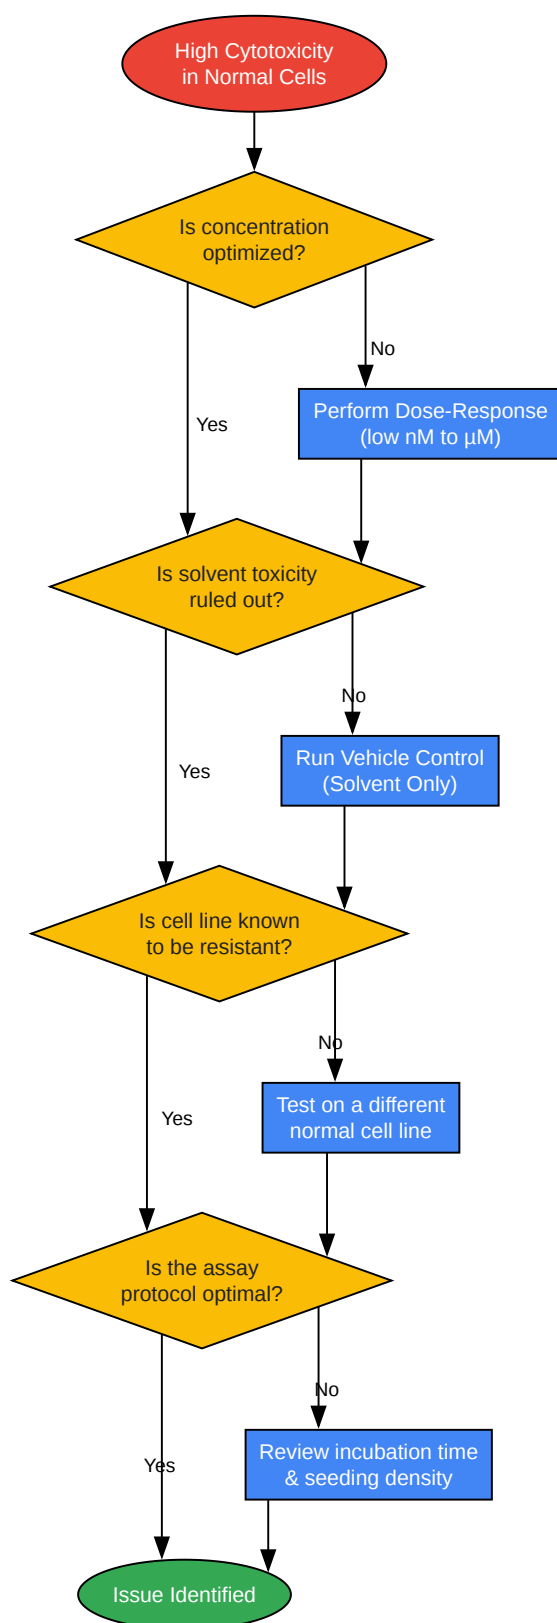 High Cytotoxicity
in Normal Cells
Is concentration
optimized?
No
Perform Dose-Response
(low nM to µM)
Yes
Is solvent toxicity
ruled out?
No
Run Vehicle Control
(Solvent Only)
Yes
Is cell line known
to be resistant?
No
Test on a different
normal cell line
Yes
Is the assay
protocol optimal?
No
Review incubation time
& seeding density
Yes
Issue Identified